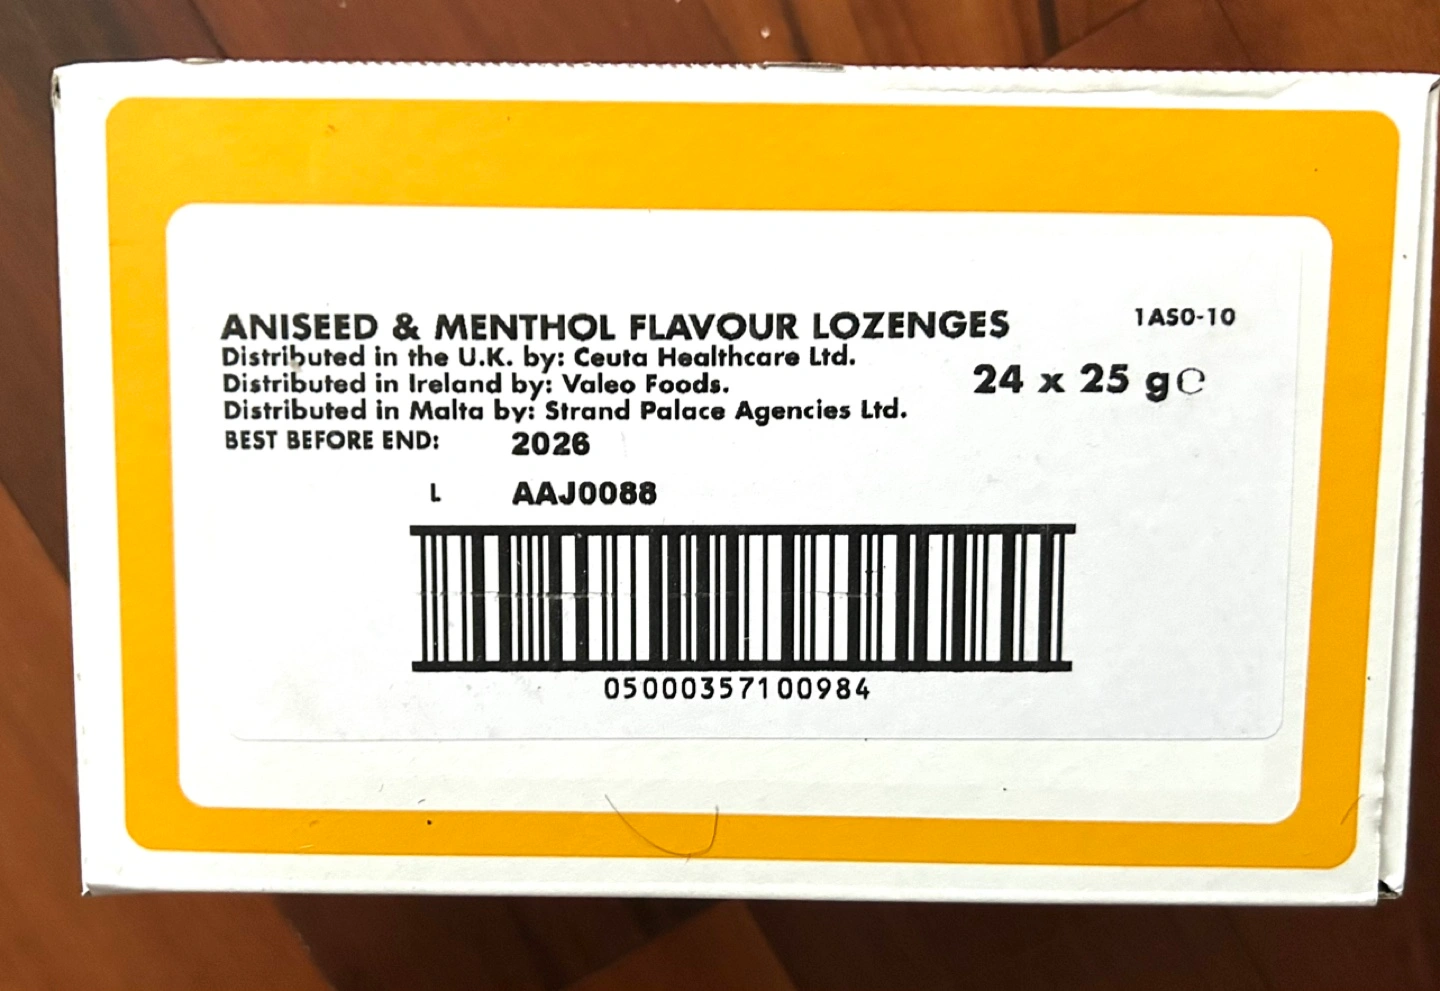 ANISEED & MENTHOL FLAVOUR LOZENGES
1AS0-10
Distributed in the U.K. by: Ceuta Healthcare Ltd.
Distributed in Ireland by: Valeo Foods.
24 x 25 g℮
Distributed in Malta by: Strand Palace Agencies Ltd.
BEST BEFORE END: 2026
L AAJ0088
05000357100984